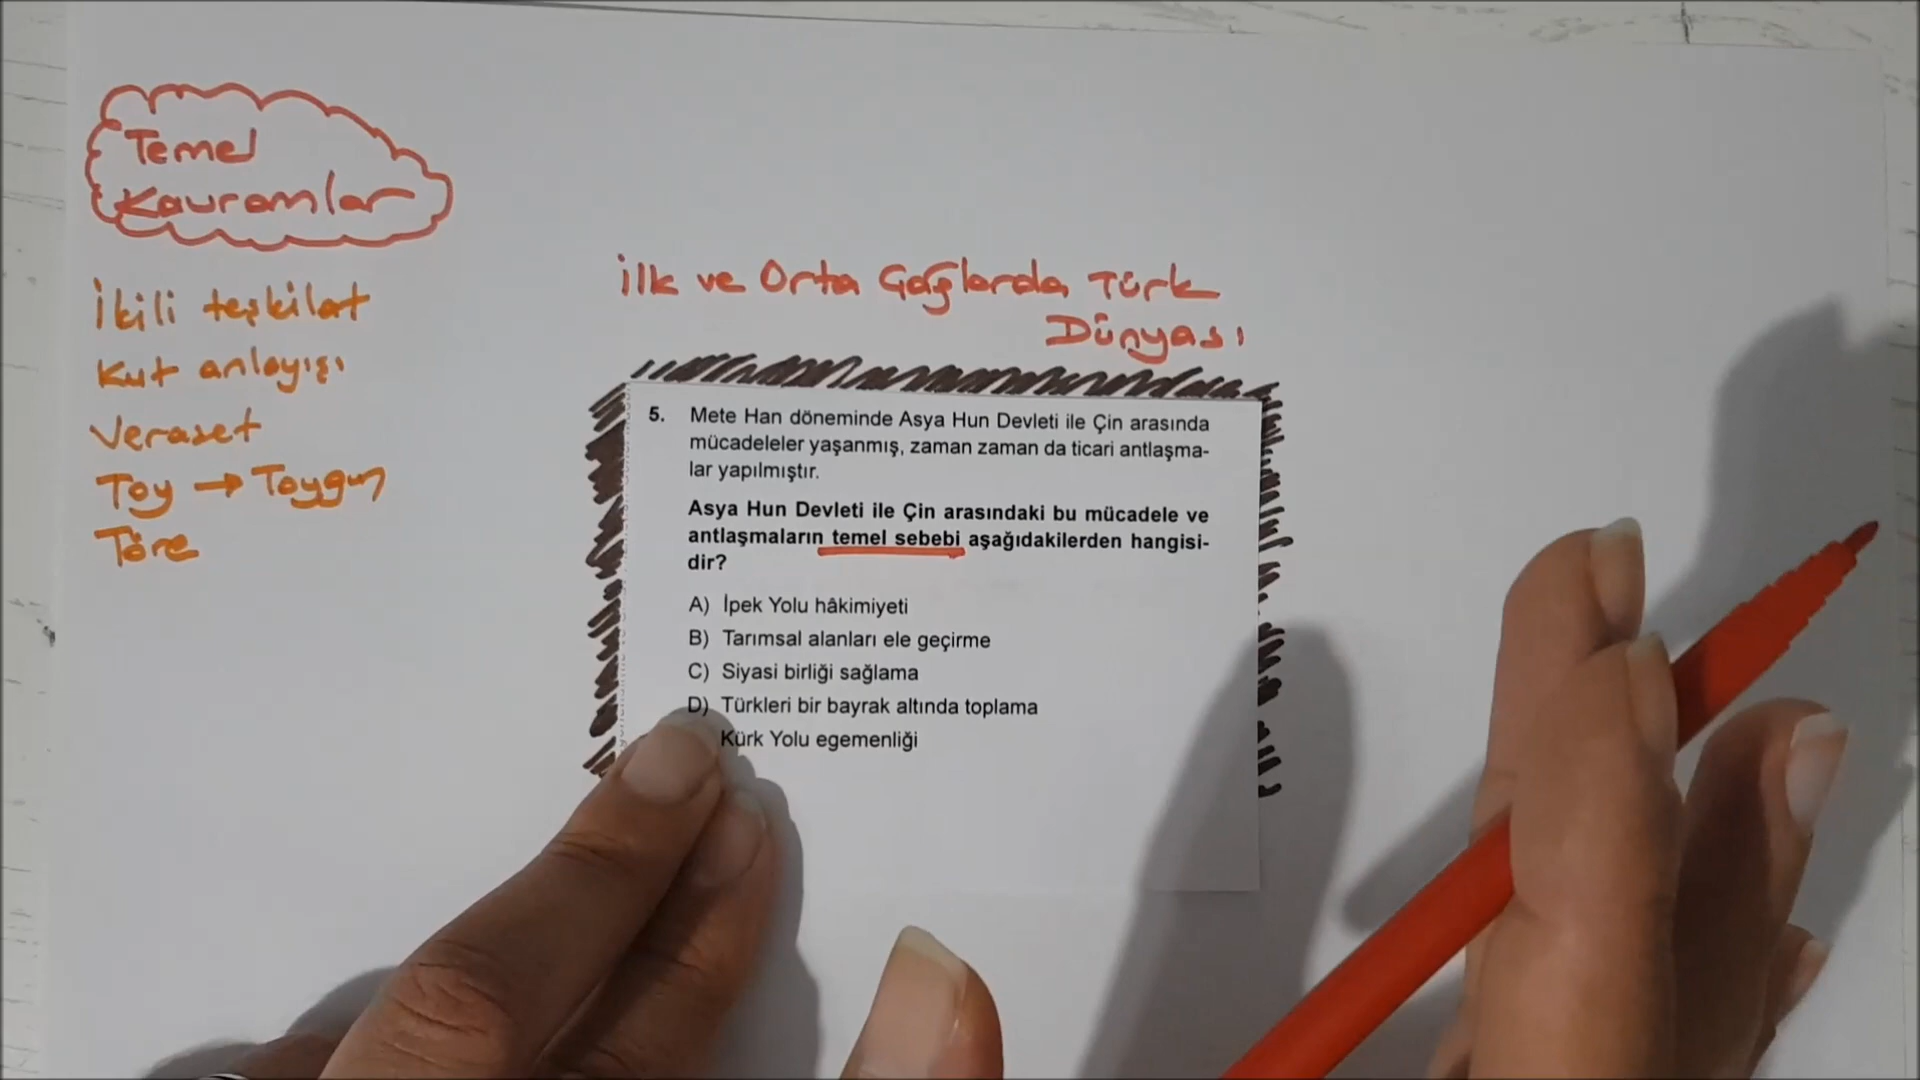 Temel
Kavramlar
İkili teşkilat
Kut anlayışı
Veraset
Toy → Toygun
Töre
İlk ve Orta Çağlarda Türk
Dünyası
5. Mete Han döneminde Asya Hun Devleti ile Çin arasında
mücadeleler yaşanmış, zaman zaman da ticari antlaşma-
lar yapılmıştır.
Asya Hun Devleti ile Çin arasındaki bu mücadele ve
antlaşmaların temel sebebi aşağıdakilerden hangisi-
dir?
A) İpek Yolu hâkimiyeti
B) Tarımsal alanları ele geçirme
C) Siyasi birliği sağlama
D) Türkleri bir bayrak altında toplama
Kürk Yolu egemenliği